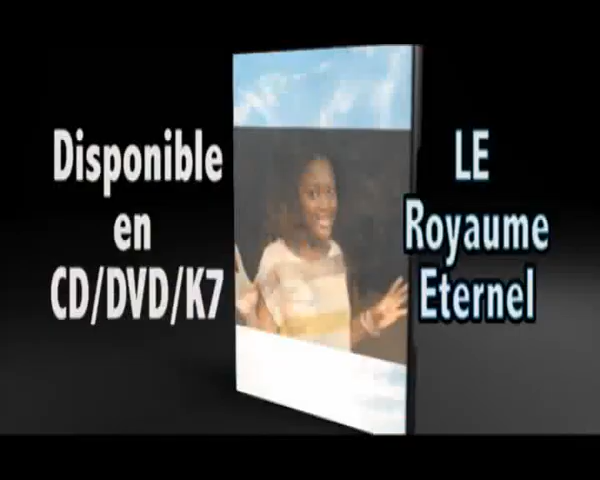 Disponible
en
CD/DVD/K7
LE
Royaume
Eternel